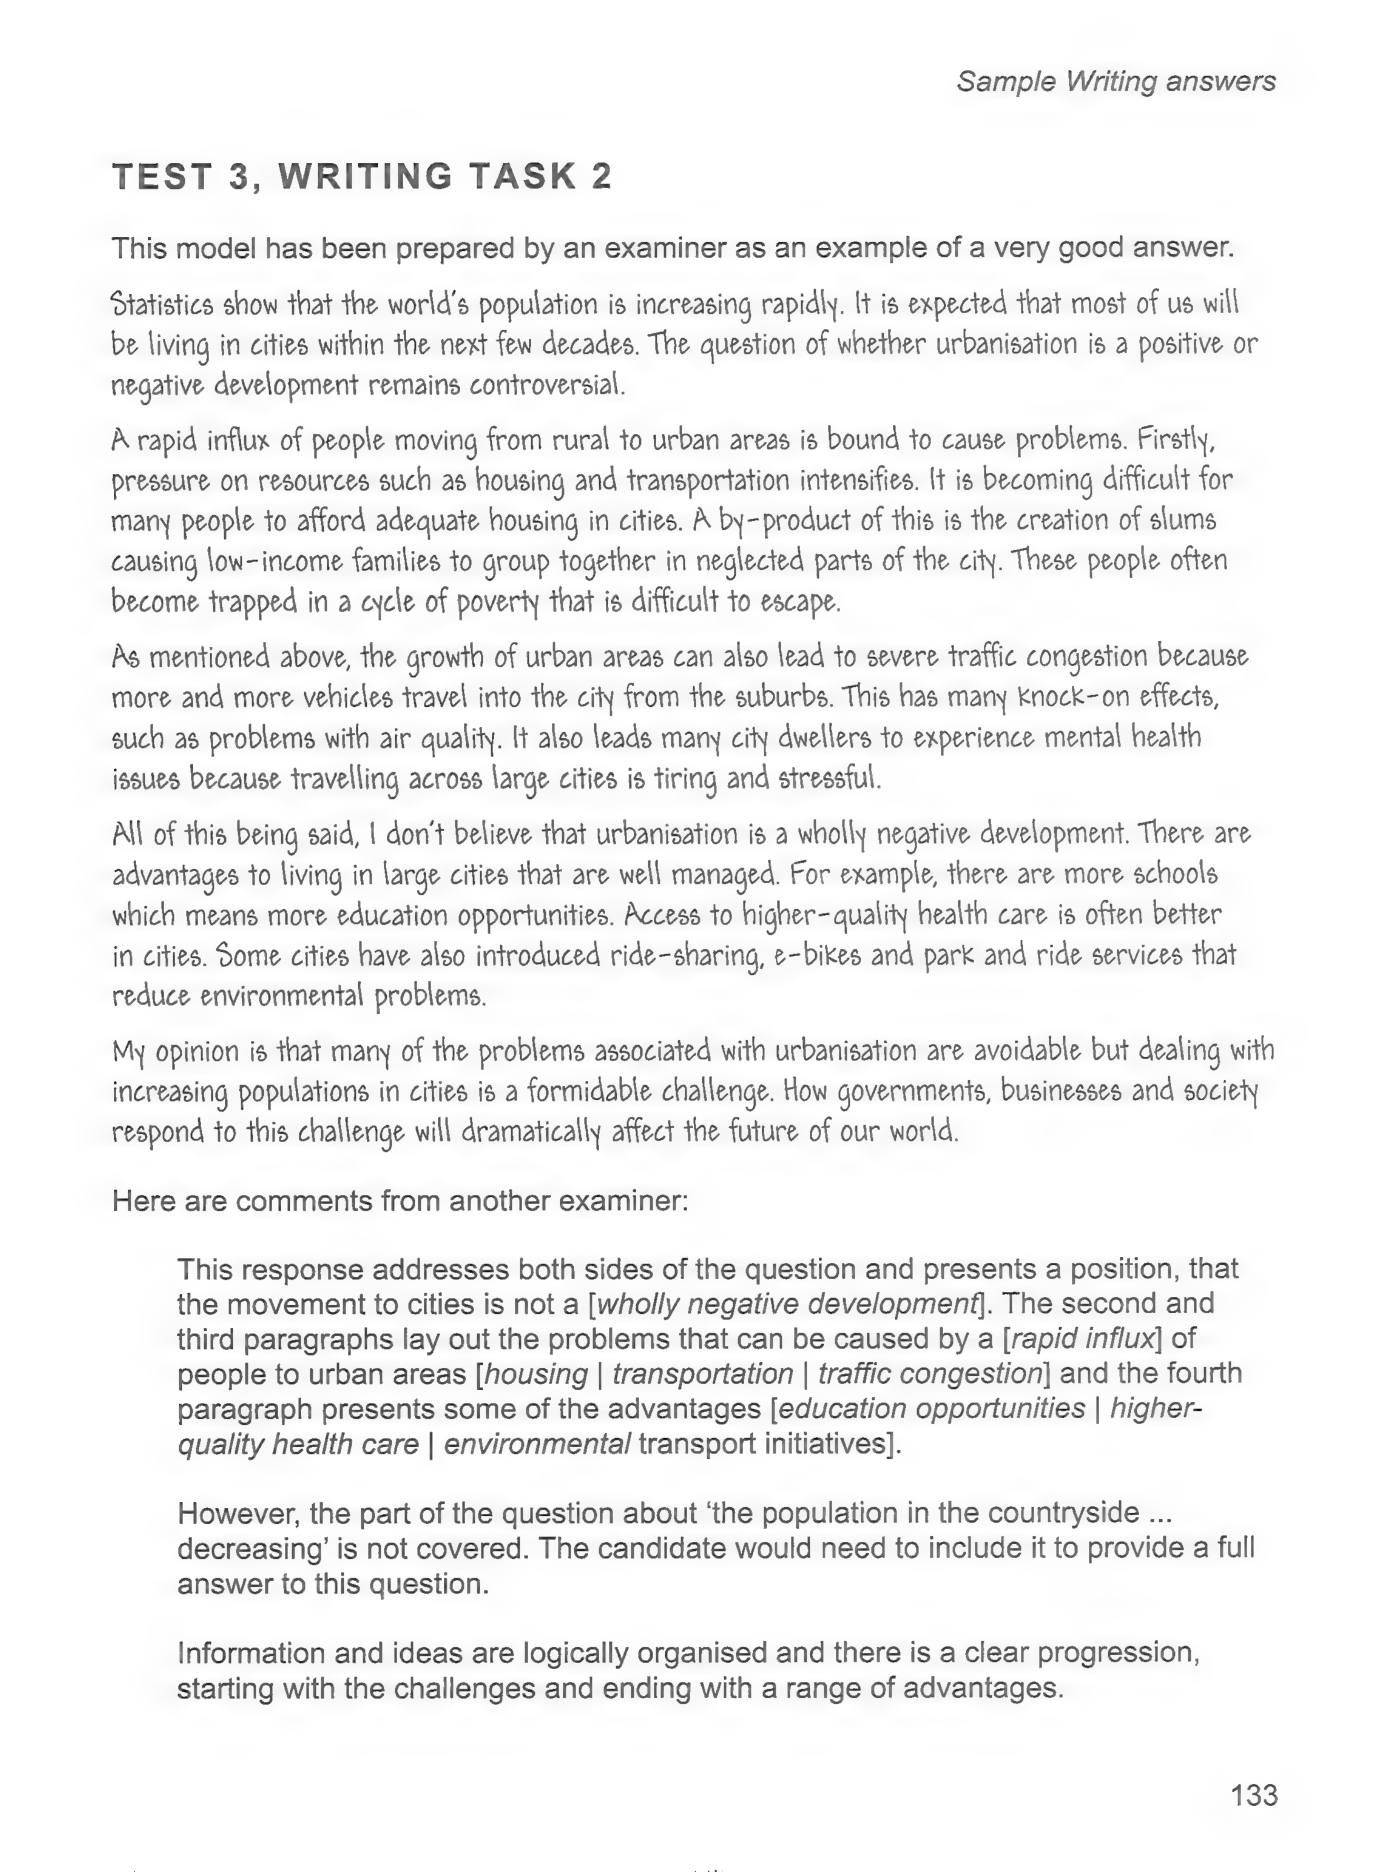 Sample Writing answers
TEST 3, WRITING TASK 2
This model has been prepared by an examiner as an example of a very good answer.
Statistics show that the world's population is increasing rapidly. It is expected that most of us will
be living in cities within the next few decades. The question of whether urbanisation is a positive or
negative development remains controversial.
A rapid influx of people moving from rural to urban areas is bound to cause problems. Firstly,
pressure on resources such as housing and transportation intensifies. It is becoming difficult for
many people to afford adequate housing in cities. A by-product of this is the creation of slums
causing low-income families to group together in neglected parts of the city. These people often
become trapped in a cycle of poverty that is difficult to escape.
As mentioned above, the growth of urban areas can also lead to severe traffic congestion because
more and more vehicles travel into the city from the suburbs. This has many knock-on effects,
such as problems with air quality. It also leads many city dwellers to experience mental health
issues because travelling across large cities is tiring and stressful.
All of this being said, I don't believe that urbanisation is a wholly negative development. There are
advantages to living in large cities that are well managed. For example, there are more schools
which means more education opportunities. Access to higher-quality health care is often better
in cities. Some cities have also introduced ride-sharing, e-bikes and park and ride services that
reduce environmental problems.
My opinion is that many of the problems associated with urbanisation are avoidable but dealing with
increasing populations in cities is a formidable challenge. How governments, businesses and society
respond to this challenge will dramatically affect the future of our world.
Here are comments from another examiner:
This response addresses both sides of the question and presents a position, that
the movement to cities is not a [wholly negative development]. The second and
third paragraphs lay out the problems that can be caused by a [rapid influx] of
people to urban areas [housing | transportation | traffic congestion] and the fourth
paragraph presents some of the advantages [education opportunities | higher-
quality health care | environmental transport initiatives].
However, the part of the question about ‘the population in the countryside ...
decreasing’ is not covered. The candidate would need to include it to provide a full
answer to this question.
Information and ideas are logically organised and there is a clear progression,
starting with the challenges and ending with a range of advantages.
133